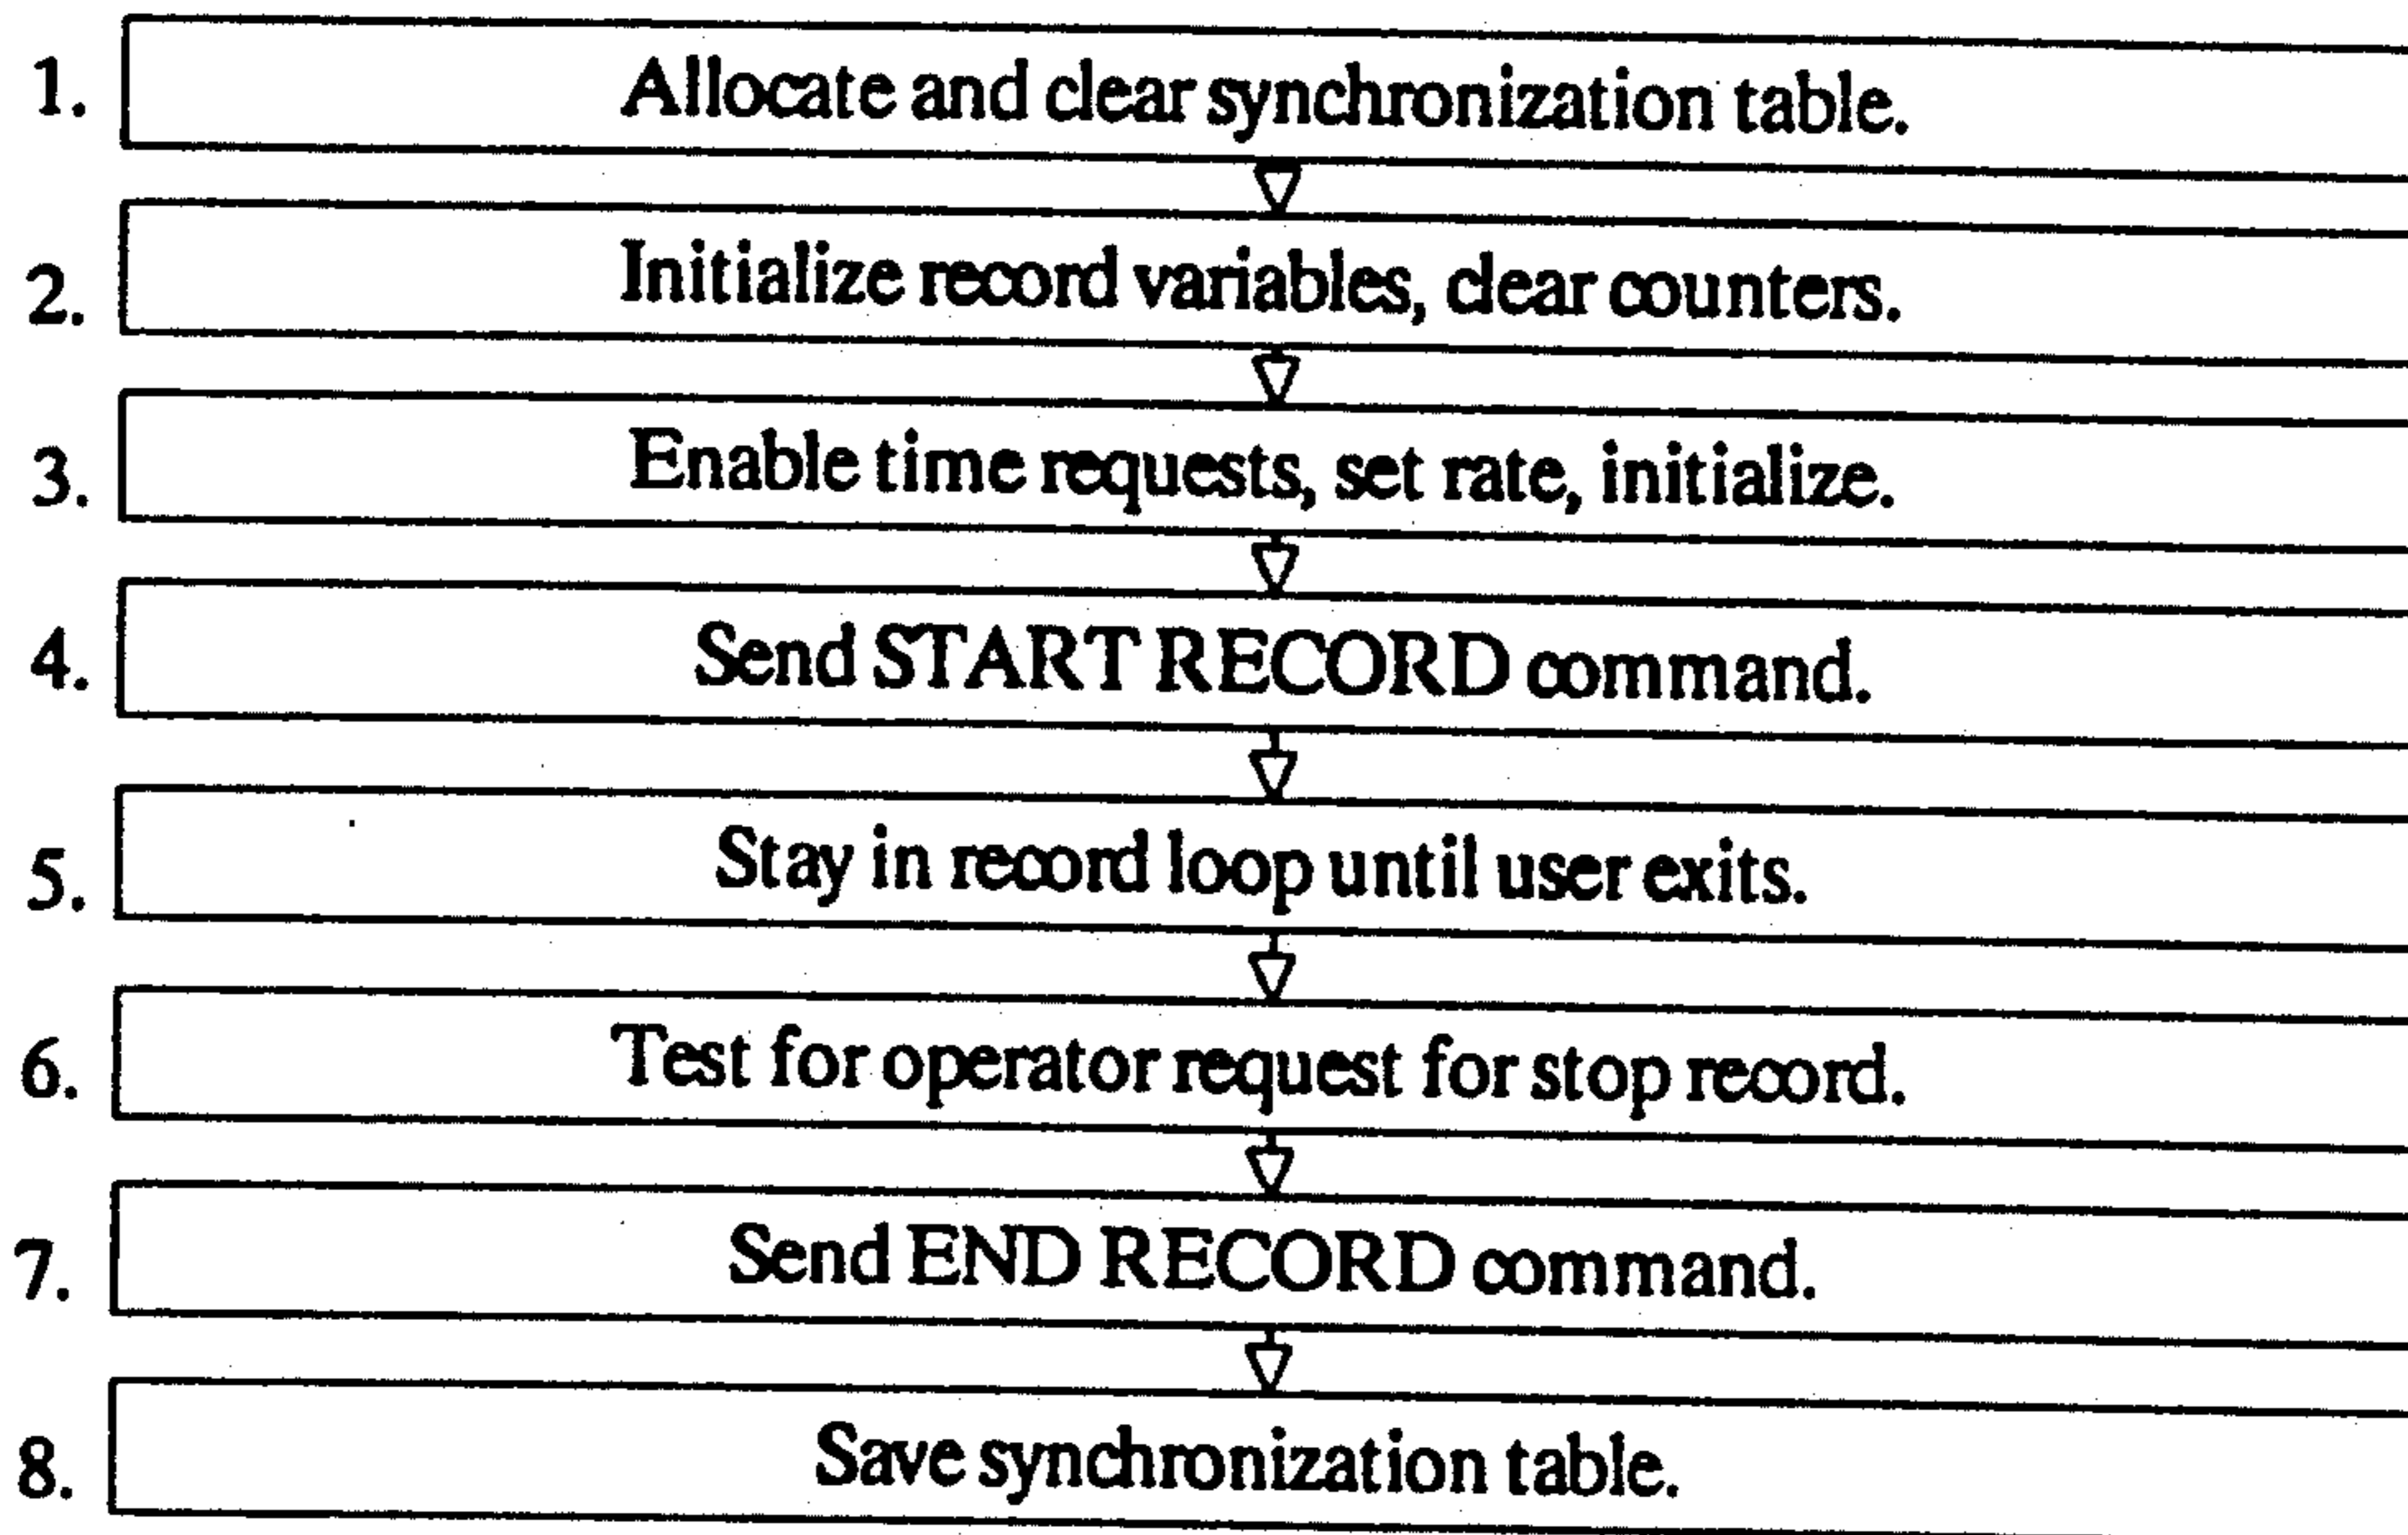 1. Allocate and clear synchronization table.
2. Initialize record variables, clear counters.
3. Enable time requests, set rate, initialize.
4. Send START RECORD command.
5. Stay in record loop until user exits.
6. Test for operator request for stop record.
7. Send END RECORD command.
8. Save synchronization table.